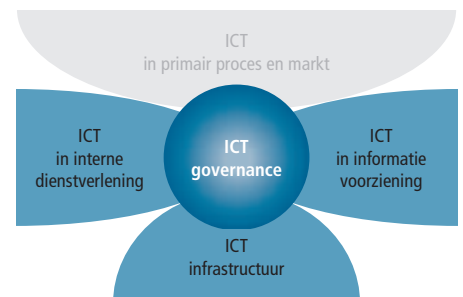 ICT
in primair proces en markt
ICT
in interne
dienstverlening
ICT
governance
ICT
in informatie
voorziening
ICT
infrastructuur